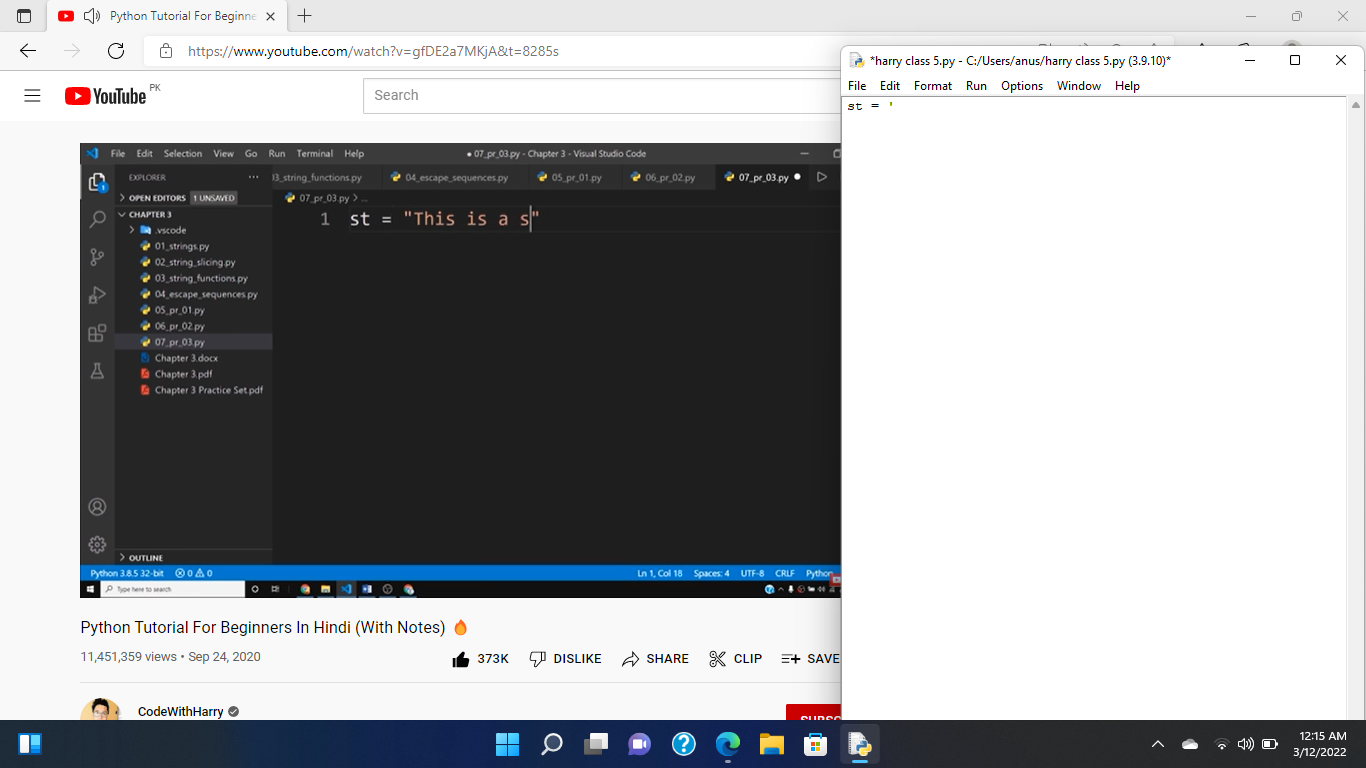 Python Tutorial For Beginne
https://www.youtube.com/watch?v=gfDE2a7MKjA&t=8285s
YouTube PK
Search
File Edit Selection View Go Run Terminal Help
● 07_pr_03.py - Chapter 3 - Visual Studio Code
EXPLORER
03_string_functions.py
04_escape_sequences.py
05_pr_01.py
06_pr_02.py
07_pr_03.py ●
OPEN EDITORS 1 UNSAVED
07_pr_03.py > ...
CHAPTER 3
1 st = "This is a s"
.vscode
01_strings.py
02_string_slicing.py
03_string_functions.py
04_escape_sequences.py
05_pr_01.py
06_pr_02.py
07_pr_03.py
Chapter 3.docx
Chapter 3.pdf
Chapter 3 Practice Set.pdf
OUTLINE
Python 3.8.5 32-bit 0 0
Ln 1, Col 18 Spaces: 4 UTF-8 CRLF Python
Type here to search
Python Tutorial For Beginners In Hindi (With Notes) 🔥
11,451,359 views • Sep 24, 2020
373K DISLIKE SHARE CLIP SAVE
CodeWithHarry
SUBSC
*harry class 5.py - C:/Users/anus/harry class 5.py (3.9.10)*
File Edit Format Run Options Window Help
st = '
12:15 AM
3/12/2022